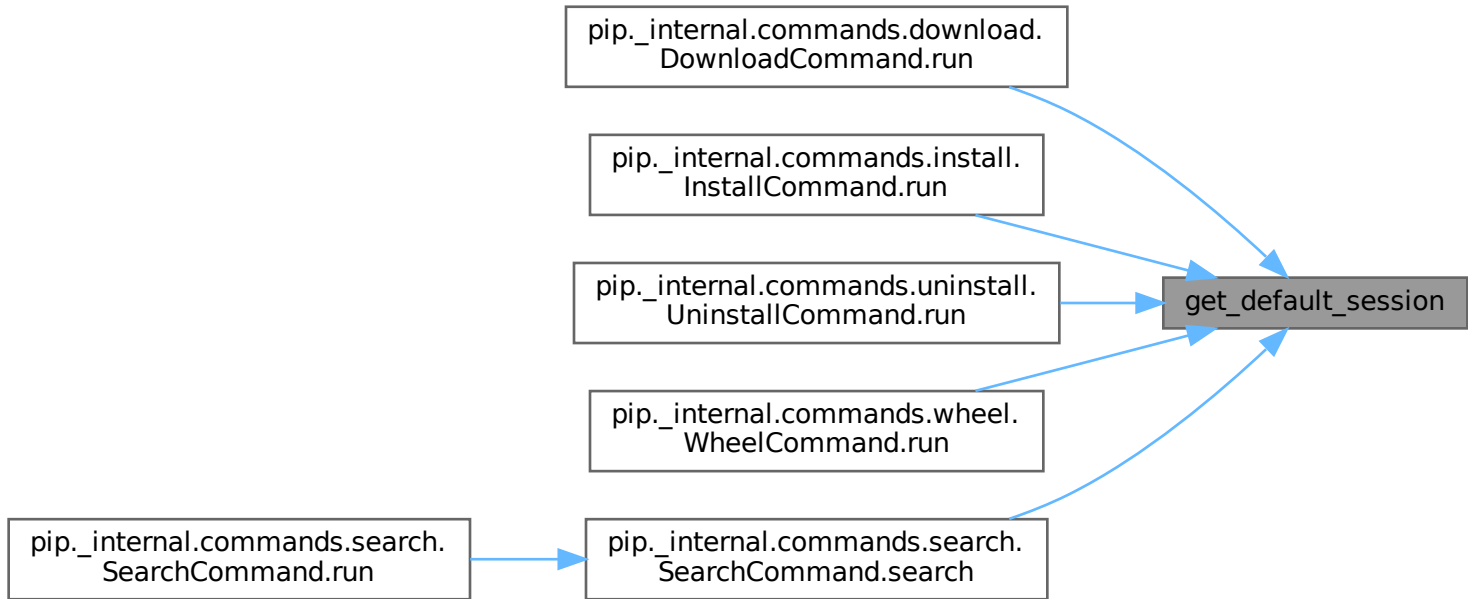 pip._internal.commands.download.
DownloadCommand.run
pip._internal.commands.install.
InstallCommand.run
pip._internal.commands.uninstall.
UninstallCommand.run
get_default_session
pip._internal.commands.wheel.
WheelCommand.run
pip._internal.commands.search.
SearchCommand.run
pip._internal.commands.search.
SearchCommand.search